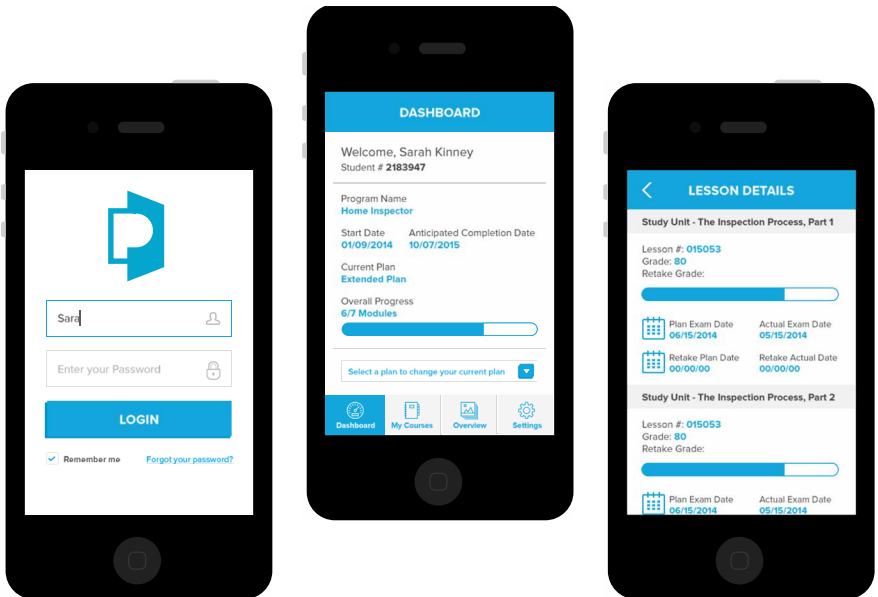 Sara
Enter your Password
LOGIN
Remember me
Forgot your password?
DASHBOARD
Welcome, Sarah Kinney
Student # 2183947
Program Name
Home Inspector
Start Date Anticipated Completion Date
01/09/2014 10/07/2015
Current Plan
Extended Plan
Overall Progress
6/7 Modules
Select a plan to change your current plan
Dashboard My Courses Overview Settings
LESSON DETAILS
Study Unit - The Inspection Process, Part 1
Lesson #: 015053
Grade: 80
Retake Grade:
Plan Exam Date Actual Exam Date
06/15/2014 05/15/2014
Retake Plan Date Retake Actual Date
00/00/00 00/00/00
Study Unit - The Inspection Process, Part 2
Lesson #: 015053
Grade: 80
Retake Grade:
Plan Exam Date Actual Exam Date
06/15/2014 05/15/2014